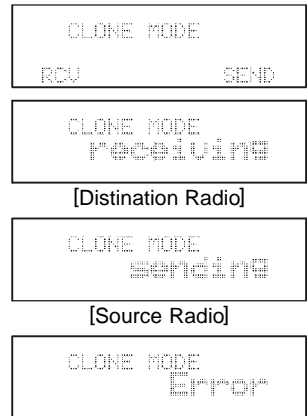 CLONE MODE
RCV SEND
CLONE MODE
receiving
[Distination Radio]
CLONE MODE
sending
[Source Radio]
CLONE MODE
Error